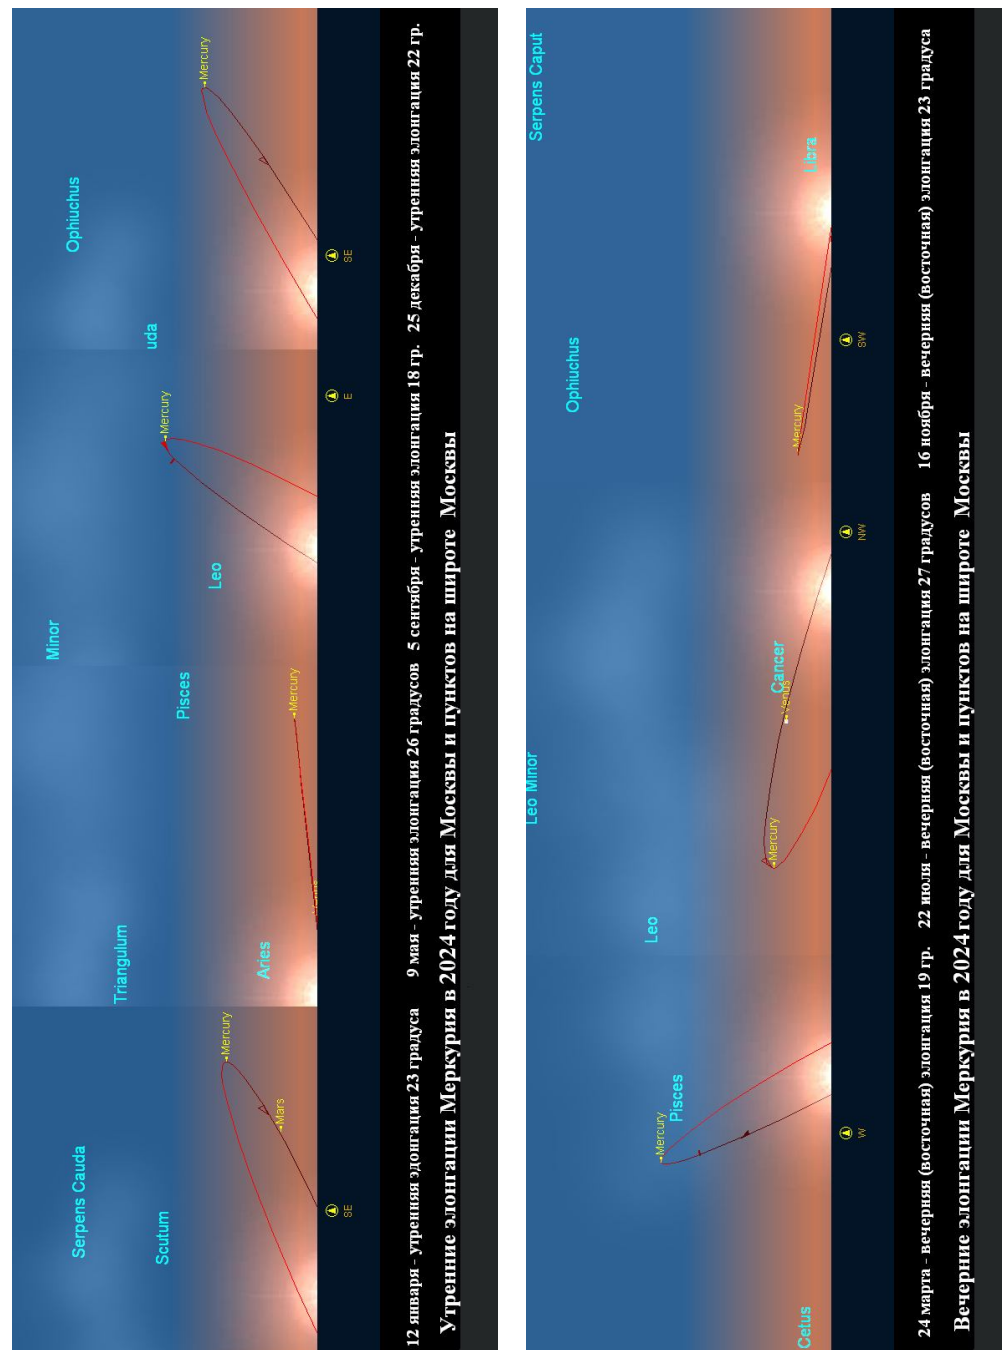 Serpens Cauda
Scutum
Mercury
Mars
SE
Triangulum
Aries
Pisces
Mercury
Minor
Leo
uda
Mercury
E
Ophiuchus
Mercury
SE
12 января - утренняя эдонгация 23 градуса
9 мая - утренняя элонгация 26 градусов
5 сентября - утренняя элонгация 18 гр.
25 декабря - утренняя элонгация 22 гр.
Утренние элонгации Меркурия в 2024 году для Москвы и пунктов на широте Москвы
Cetus
Pisces
Mercury
W
Leo
Leo Minor
Mercury
Cancer
Venus
NW
Ophiuchus
Mercury
SW
Serpens Caput
Libra
24 марта - вечерняя (восточная) элонгация 19 гр.
22 июля - вечерняя (восточная) элонгация 27 градусов
16 ноября - вечерняя (восточная) элонгация 23 градуса
Вечерние элонгации Меркурия в 2024 году для Москвы и пунктов на широте Москвы